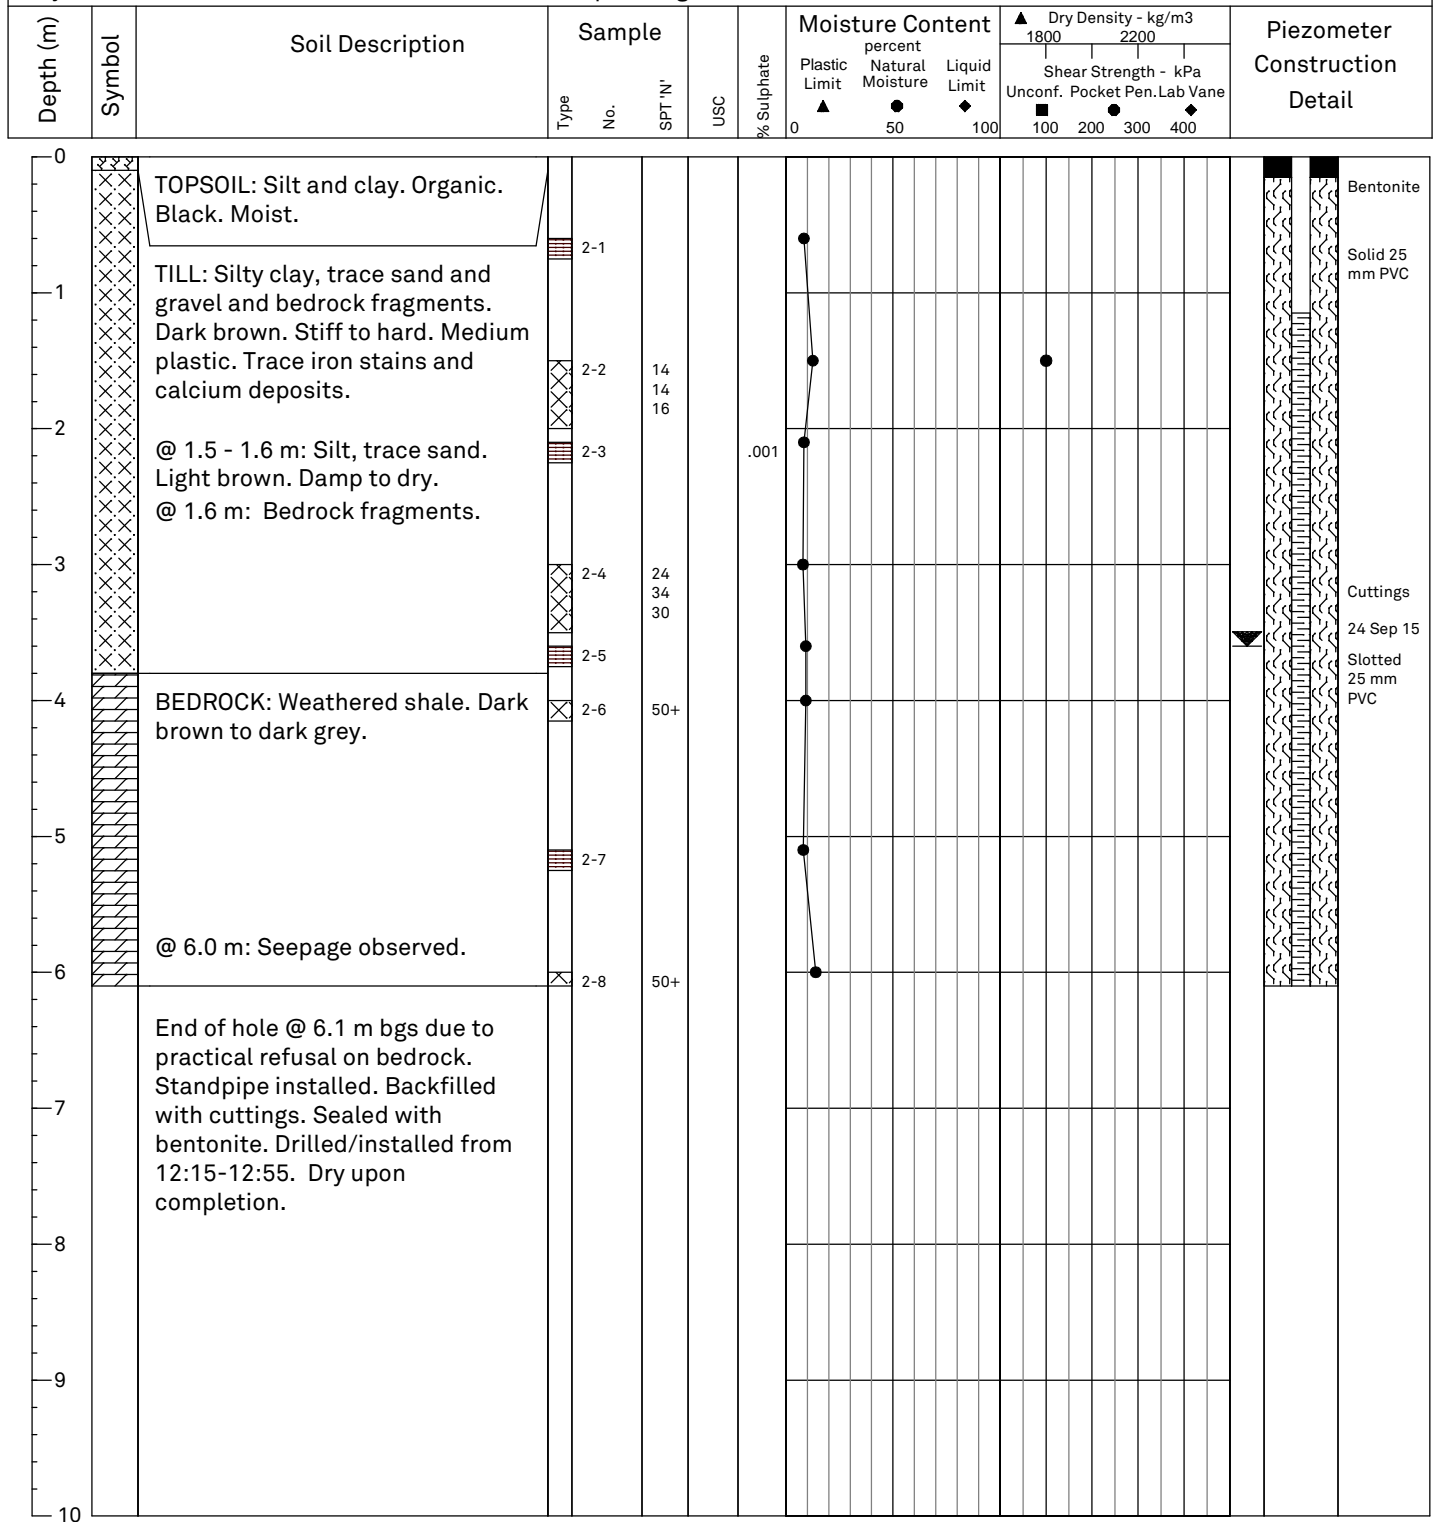 Depth (m)
Symbol
Soil Description
Sample
Type
No.
SPT 'N'
USC
% Sulphate
Moisture Content
percent
Plastic Limit
Natural Moisture
Liquid Limit
0 50 100
Dry Density - kg/m3
1800 2200
Shear Strength - kPa
Unconf. Pocket Pen. Lab Vane
100 200 300 400
Piezometer
Construction
Detail
0
TOPSOIL: Silt and clay. Organic.
Black. Moist.
Bentonite
2-1
Solid 25
mm PVC
TILL: Silty clay, trace sand and
gravel and bedrock fragments.
Dark brown. Stiff to hard. Medium
plastic. Trace iron stains and
calcium deposits.
1
2-2 14
14
16
2
@ 1.5 - 1.6 m: Silt, trace sand.
Light brown. Damp to dry.
@ 1.6 m: Bedrock fragments.
2-3 .001
3
2-4 24
34
30
Cuttings
24 Sep 15
2-5
Slotted
25 mm
PVC
4
BEDROCK: Weathered shale. Dark
brown to dark grey.
2-6 50+
5
2-7
@ 6.0 m: Seepage observed.
6
2-8 50+
End of hole @ 6.1 m bgs due to
practical refusal on bedrock.
Standpipe installed. Backfilled
with cuttings. Sealed with
bentonite. Drilled/installed from
12:15-12:55. Dry upon
completion.
7
8
9
10